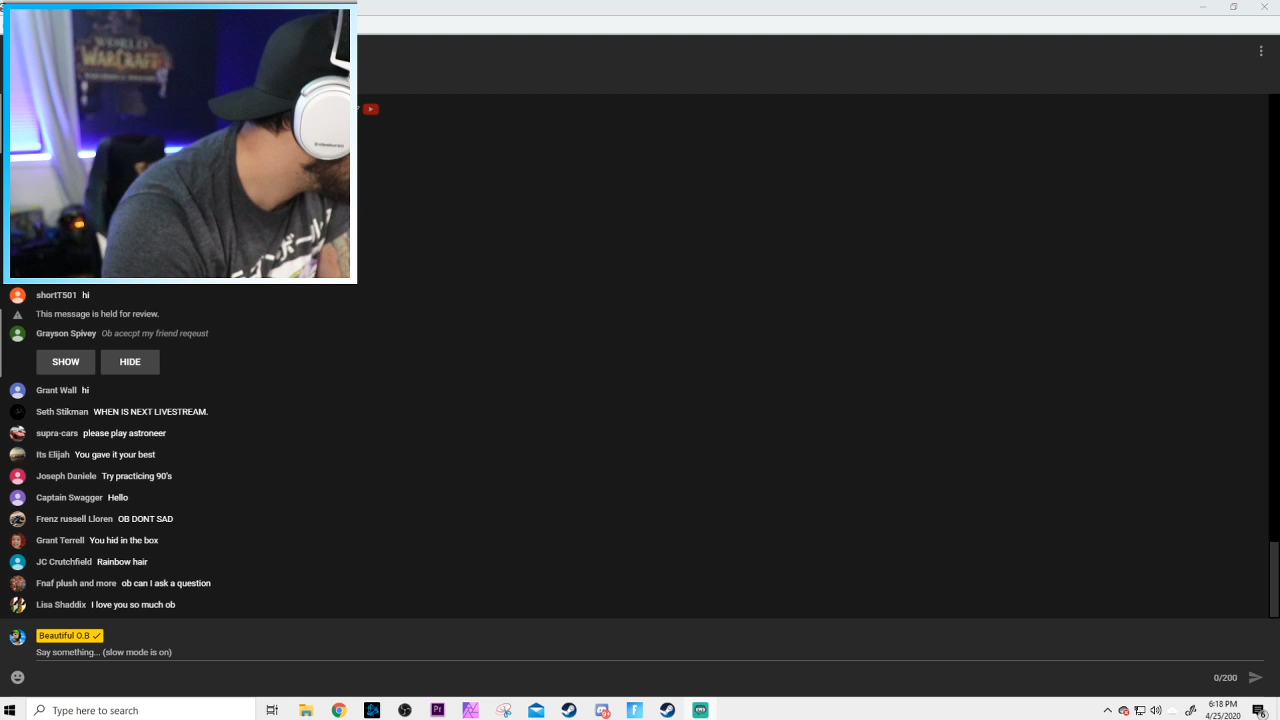 WORLD
WARCRAFT
shortT501 hi
This message is held for review.
Grayson Spivey Ob acecpt my friend reqeust
SHOW HIDE
Grant Wall hi
Seth Stikman WHEN IS NEXT LIVESTREAM.
supra-cars please play astroneer
Its Elijah You gave it your best
Joseph Daniele Try practicing 90's
Captain Swagger Hello
Frenz russell Lloren OB DONT SAD
Grant Terrell You hid in the box
JC Crutchfield Rainbow hair
Fnaf plush and more ob can I ask a question
Lisa Shaddix I love you so much ob
Beautiful O.B
Say something... (slow mode is on)
0/200
Type here to search
Pr
6:18 PM
4/25/2020